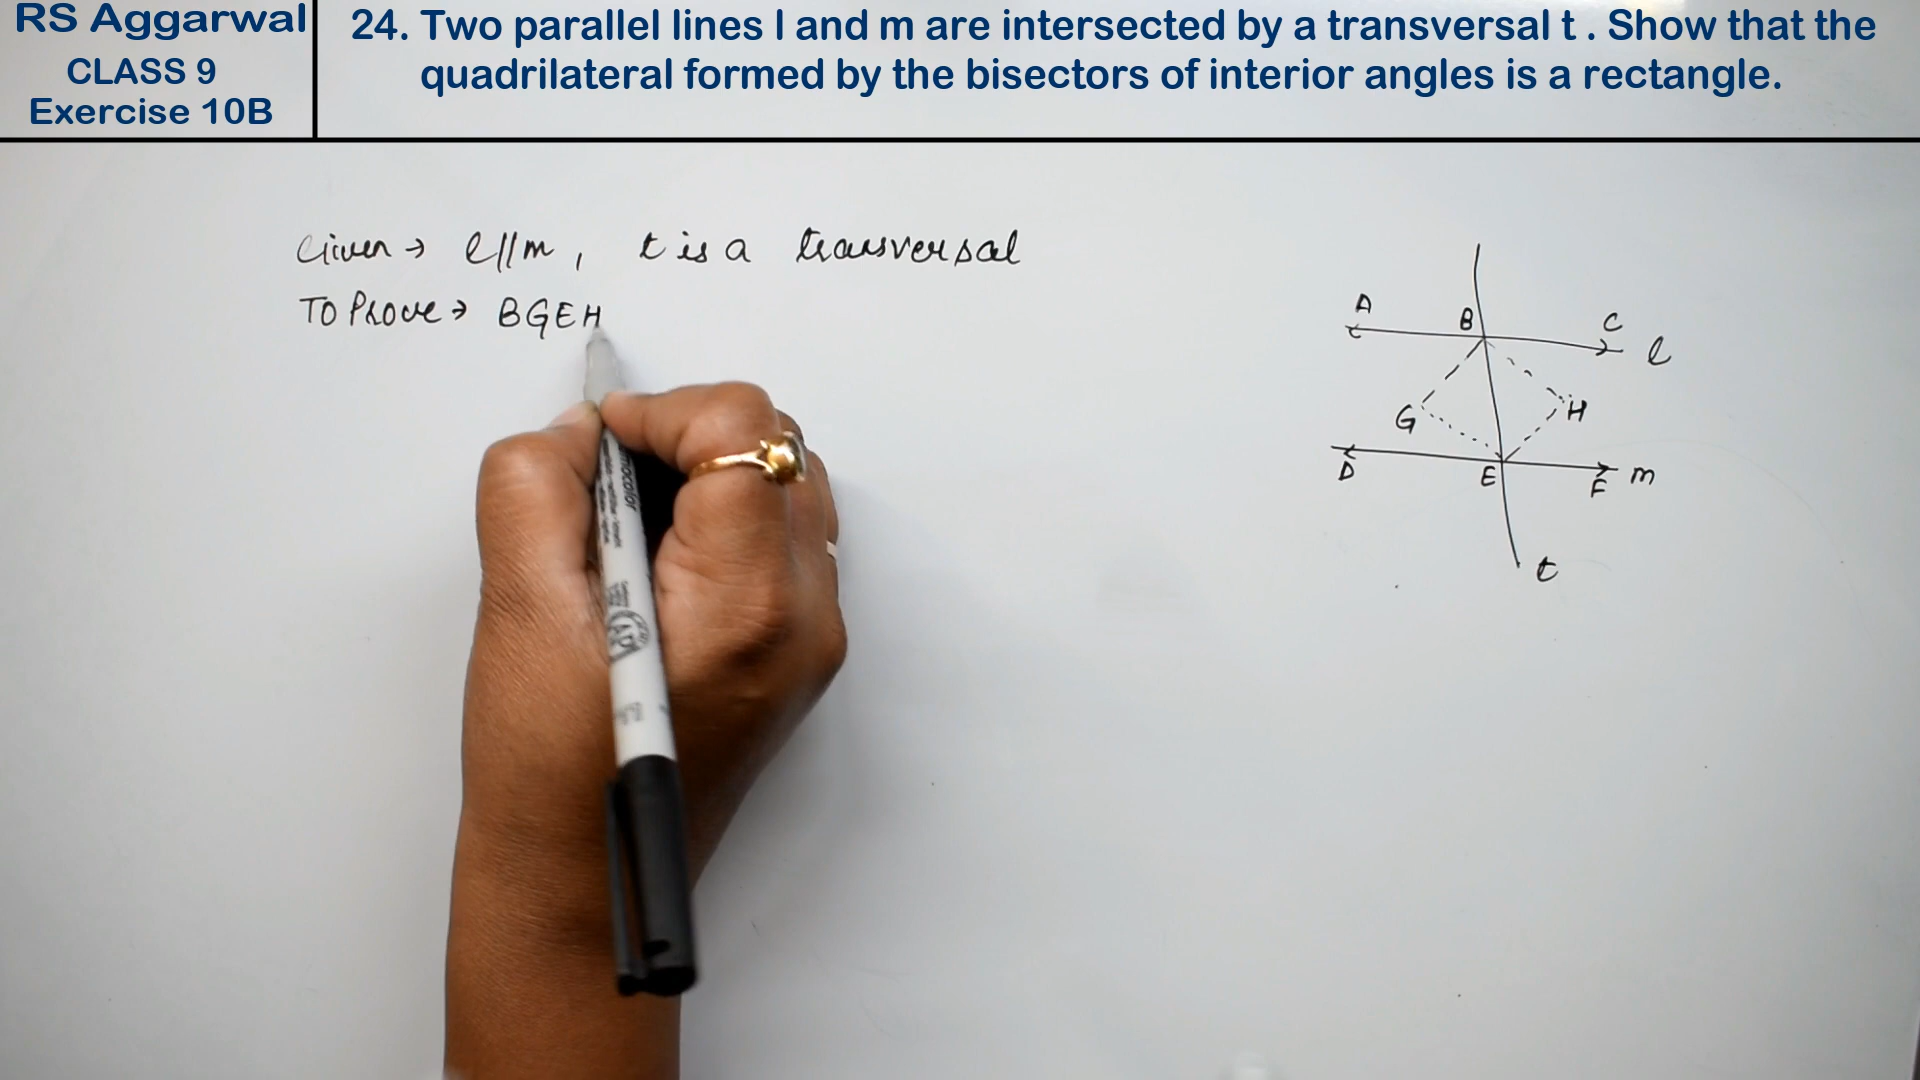 RS Aggarwal
CLASS 9
Exercise 10B
24. Two parallel lines l and m are intersected by a transversal t . Show that the
quadrilateral formed by the bisectors of interior angles is a rectangle.
Given → l||m , t is a transversal
To Prove → BGEH
A
B
C
l
G
H
D
E
F
m
t